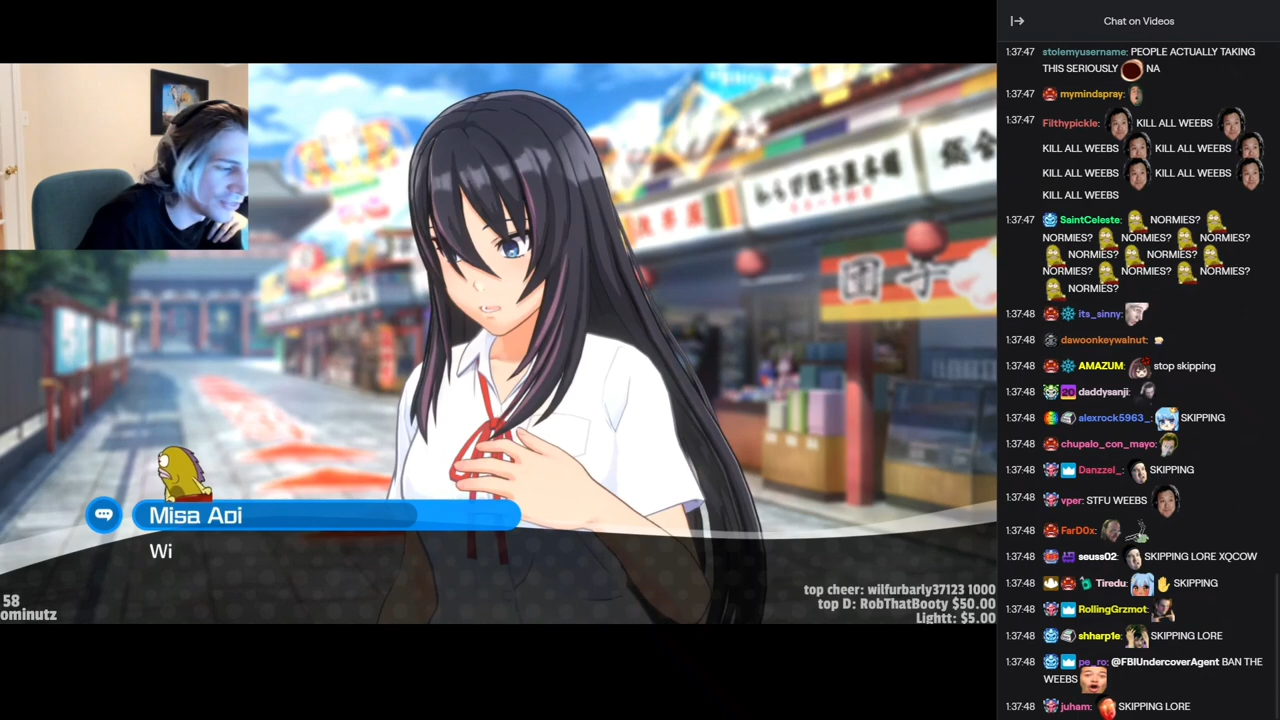 Chat on Videos
1:37:47 stolemyusername: PEOPLE ACTUALLY TAKING
THIS SERIOUSLY NA
1:37:47 mymindspray:
1:37:47 Filthypickle: KILL ALL WEEBS
KILL ALL WEEBS KILL ALL WEEBS
KILL ALL WEEBS KILL ALL WEEBS
KILL ALL WEEBS
1:37:47 SaintCeleste: NORMIES?
NORMIES? NORMIES? NORMIES?
NORMIES? NORMIES?
NORMIES? NORMIES? NORMIES?
NORMIES?
1:37:48 its_sinny:
1:37:48 dawoonkeywalnut:
1:37:48 AMAZUM: stop skipping
1:37:48 daddysanji:
1:37:48 alexrock5963_: SKIPPING
1:37:48 chupalo_con_mayo:
1:37:48 Danzzel_: SKIPPING
1:37:48 vper: STFU WEEBS
1:37:48 FarD0x:
1:37:48 seuss02: SKIPPING LORE XQCOW
1:37:48 Tiredu: SKIPPING
1:37:48 RollingGrzmot:
1:37:48 shharp1e: SKIPPING LORE
1:37:48 pe_ro: @FBIUndercoverAgent BAN THE
WEEBS
1:37:48 juham: SKIPPING LORE
団子
Misa Aoi
Wi
58
ominutz
top cheer: wilfurbarly37123 1000
top D: RobThatBooty $50.00
Lightt: $5.00